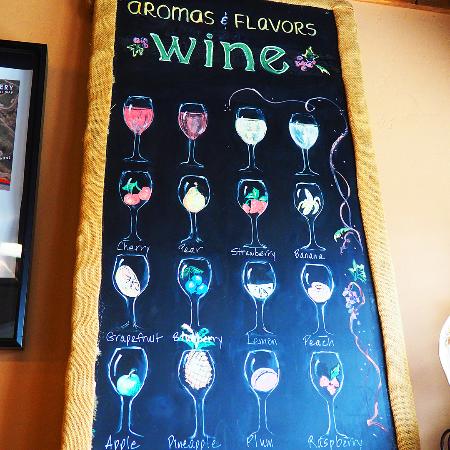 AROMAS & FLAVORS
Wine
Cherry Pear Strawberry Banana
Grapefruit Blueberry Lemon Peach
Apple Pineapple Plum Raspberry